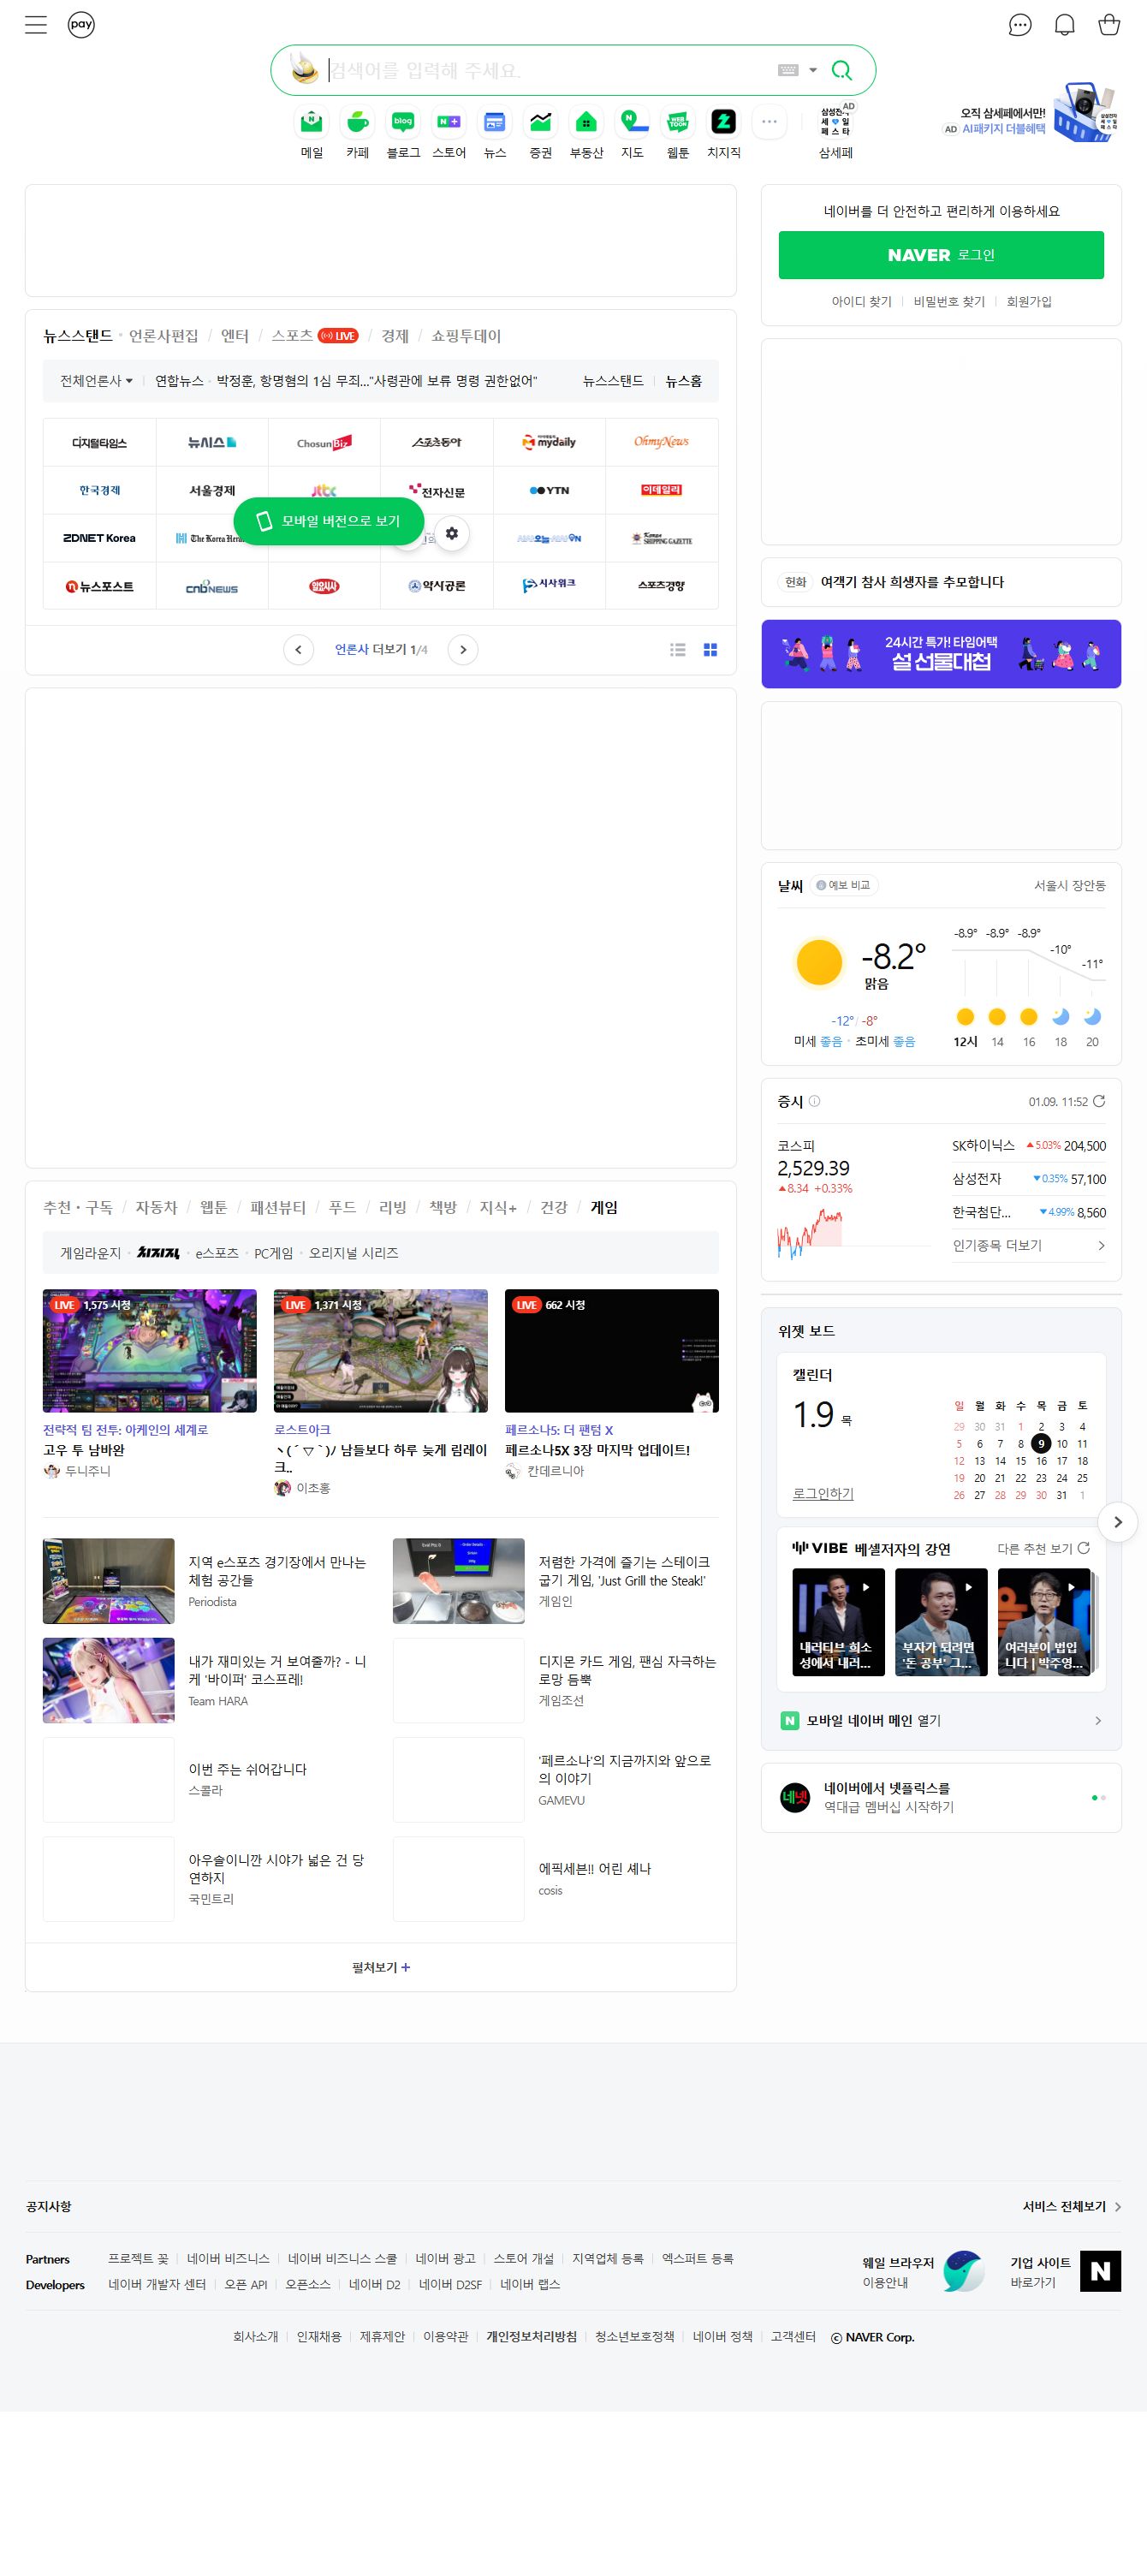 pay
검색어를 입력해 주세요.
메일
카페
blog
블로그
N+
스토어
뉴스
증권
부동산
지도
WEB TOON
웹툰
치지직
AD
삼세페
오직 삼세페에서만!
AD AI패키지 더블혜택
네이버를 더 안전하고 편리하게 이용하세요
NAVER 로그인
아이디 찾기 비밀번호 찾기 회원가입
뉴스스탠드 · 언론사편집 / 엔터 / 스포츠 LIVE / 경제 / 쇼핑투데이
전체언론사 연합뉴스 · 박정훈, 항명혐의 1심 무죄..."사령관에 보류 명령 권한없어" 뉴스스탠드 뉴스홈
디지털타임스 뉴시스 ChosunBiz 스포츠동아 mydaily OhmyNews
한국경제 서울경제 jtbc 전자신문 YTN 이데일리
모바일 버전으로 보기
ZDNET Korea The Korea Hera SHIPPING GAZETTE
뉴스포스트 CNBNEWS 일요시사 약사공론 시사위크 스포츠경향
언론사 더보기 1/4
헌화 여객기 참사 희생자를 추모합니다
24시간 특가! 타임어택
설 선물대첩
날씨 예보 비교 서울시 장안동
-8.2°
맑음
-12° / -8°
미세 좋음 · 초미세 좋음
-8.9° -8.9° -8.9° -10° -11°
12시 14 16 18 20
증시 01.09. 11:52
코스피
2,529.39
8.34 +0.33%
SK하이닉스 5.03% 204,500
삼성전자 0.35% 57,100
한국첨단... 4.99% 8,560
인기종목 더보기
추천·구독 / 자동차 / 웹툰 / 패션뷰티 / 푸드 / 리빙 / 책방 / 지식+ / 건강 / 게임
게임라운지 · 치지직 · e스포츠 · PC게임 · 오리지널 시리즈
LIVE 1,575 시청
전략적 팀 전투: 아케인의 세계로
고우 투 남바완
두니주니
LIVE 1,371 시청
로스트아크
ヽ(´▽`)/ 남들보다 하루 늦게 림레이
크..
이초홍
LIVE 662 시청
페르소나5: 더 팬텀 X
페르소나5X 3장 마지막 업데이트!
칸데르니아
지역 e스포츠 경기장에서 만나는
체험 공간들
Periodista
저렴한 가격에 즐기는 스테이크
굽기 게임, 'Just Grill the Steak!'
게임인
내가 재미있는 거 보여줄까? - 니
케 '바이퍼' 코스프레!
Team HARA
디지몬 카드 게임, 팬심 자극하는
로망 듬뿍
게임조선
이번 주는 쉬어갑니다
스콜라
'페르소나'의 지금까지와 앞으로
의 이야기
GAMEVU
아우솔이니깐 시야가 넓은 건 당
연하지
국민트리
에픽세븐!! 어린 셰나
cosis
펼쳐보기 +
위젯 보드
캘린더
1.9 목
로그인하기
일 월 화 수 목 금 토
29 30 31 1 2 3 4
5 6 7 8 9 10 11
12 13 14 15 16 17 18
19 20 21 22 23 24 25
26 27 28 29 30 31 1
VIBE 베셀저자의 강연 다른 추천 보기
내러티브 희소
성에서 내러...
부자가 되려면
'돈 공부' 그...
여러분이 법입
니다 | 박주영...
N 모바일 네이버 메인 열기
네넷
네이버에서 넷플릭스를
역대급 멤버십 시작하기
공지사항 서비스 전체보기
Partners 프로젝트 꽃 네이버 비즈니스 네이버 비즈니스 스쿨 네이버 광고 스토어 개설 지역업체 등록 엑스퍼트 등록
Developers 네이버 개발자 센터 오픈 API 오픈소스 네이버 D2 네이버 D2SF 네이버 랩스
웨일 브라우저
이용안내
기업 사이트
바로가기
N
회사소개 인재채용 제휴제안 이용약관 개인정보처리방침 청소년보호정책 네이버 정책 고객센터 ⓒ NAVER Corp.